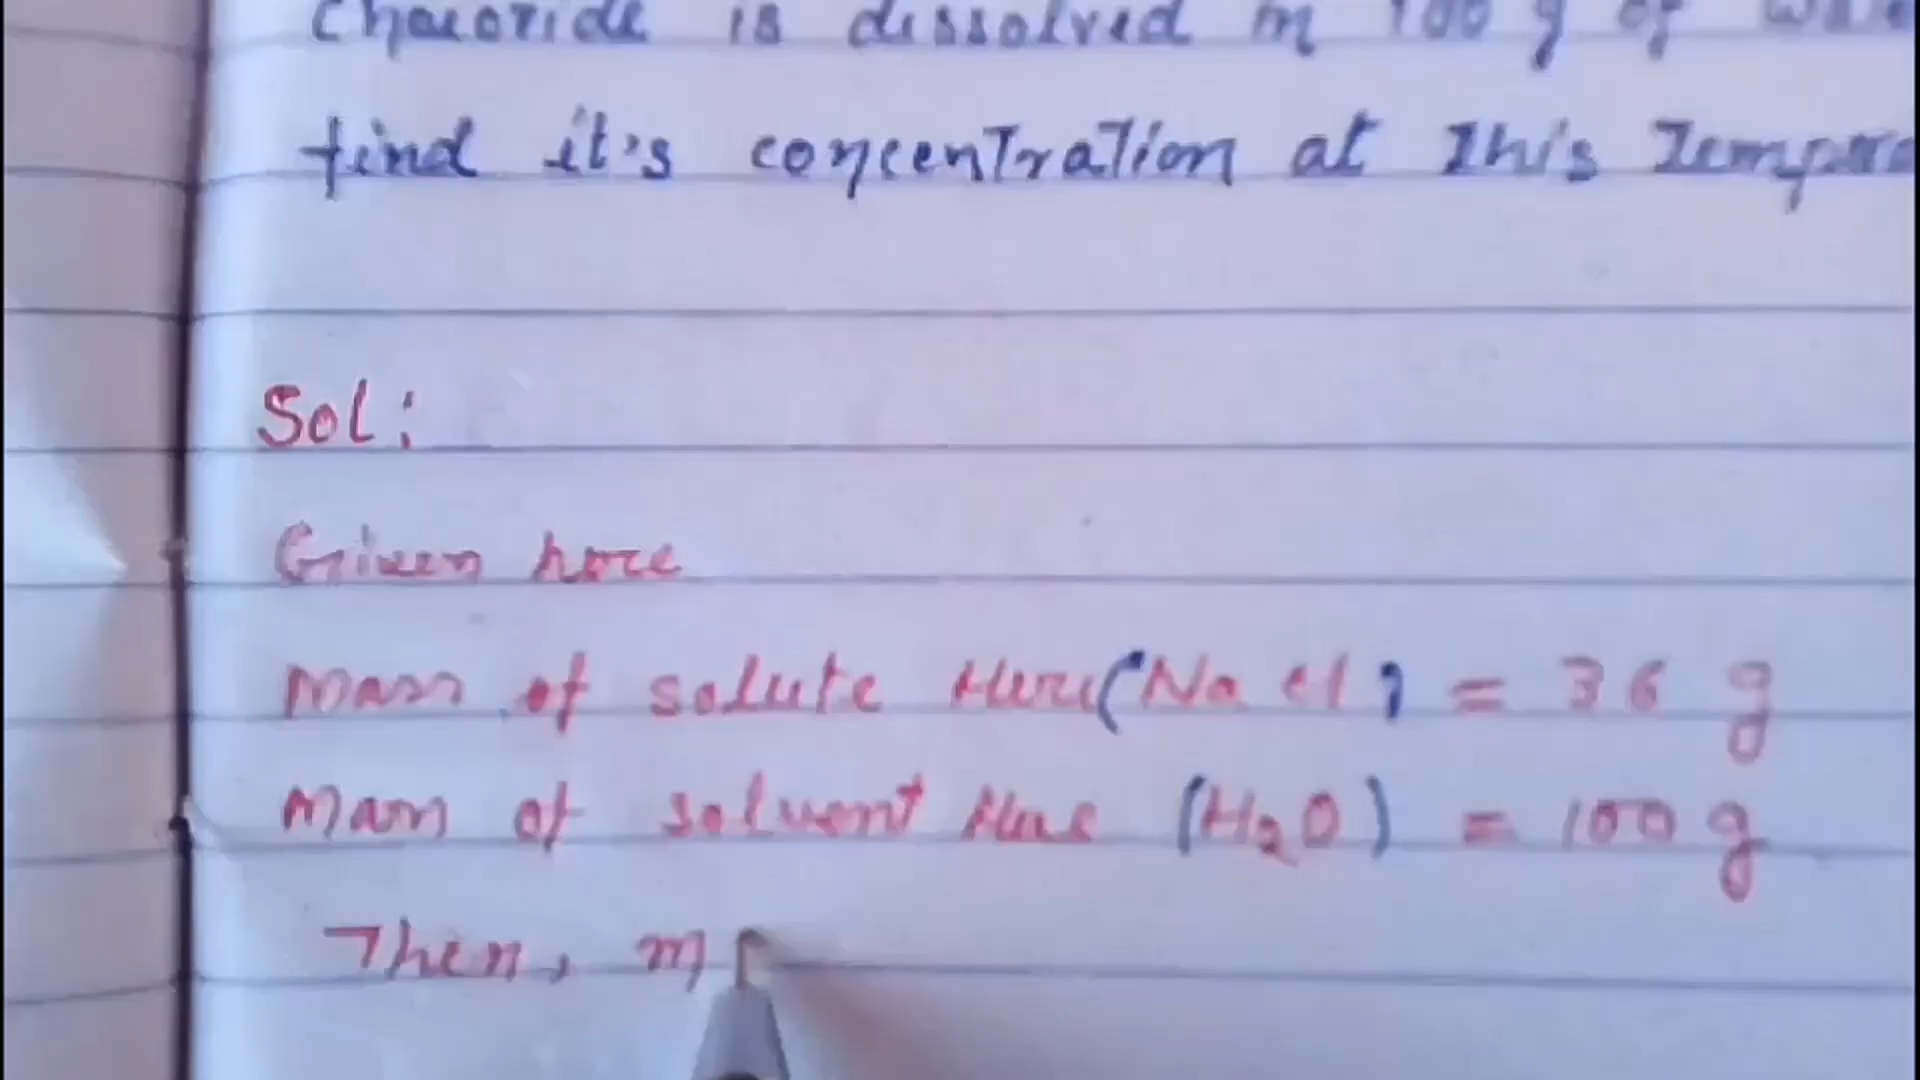 is dissolved in 100 g of
find it's concentration at This
Sol:
Given here
Mass of solute Here (NaCl) = 36 g
Mass of solvent Here (H2O) = 100 g
Then, m